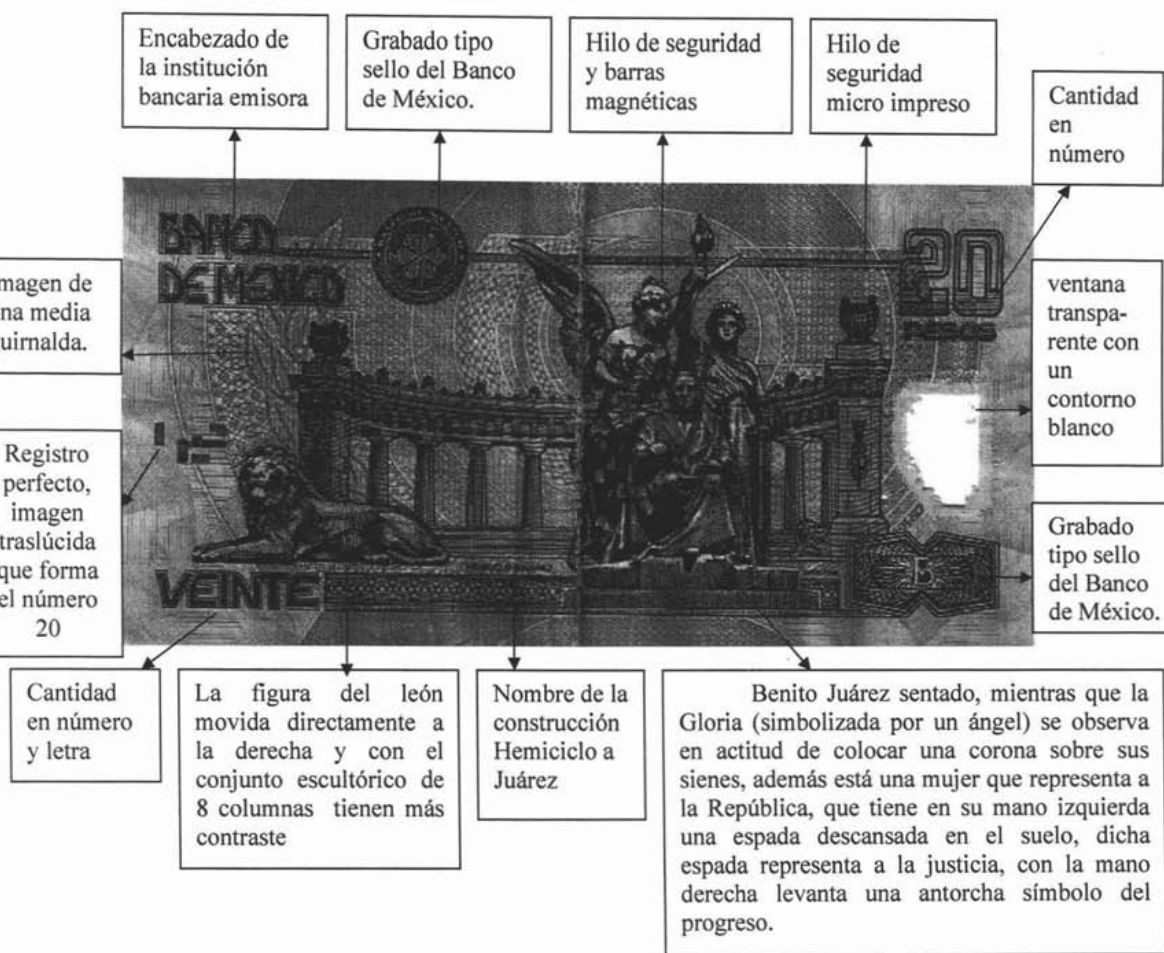 Encabezado de
la institución
bancaria emisora
Grabado tipo
sello del Banco
de México.
Hilo de seguridad
y barras
magnéticas
Hilo de
seguridad
micro impreso
Cantidad
en
número
BANCO
DE MEXICO
20
PESOS
magen de
na media
uirnalda.
ventana
transpa-
rente con
un
contorno
blanco
Registro
perfecto,
imagen
traslúcida
que forma
el número
20
Grabado
tipo sello
del Banco
de México.
VEINTE
Cantidad
en número
y letra
La figura del león
movida directamente a
la derecha y con el
conjunto escultórico de
8 columnas tienen más
contraste
Nombre de la
construcción
Hemiciclo a
Juárez
Benito Juárez sentado, mientras que la
Gloria (simbolizada por un ángel) se observa
en actitud de colocar una corona sobre sus
sienes, además está una mujer que representa a
la República, que tiene en su mano izquierda
una espada descansada en el suelo, dicha
espada representa a la justicia, con la mano
derecha levanta una antorcha símbolo del
progreso.